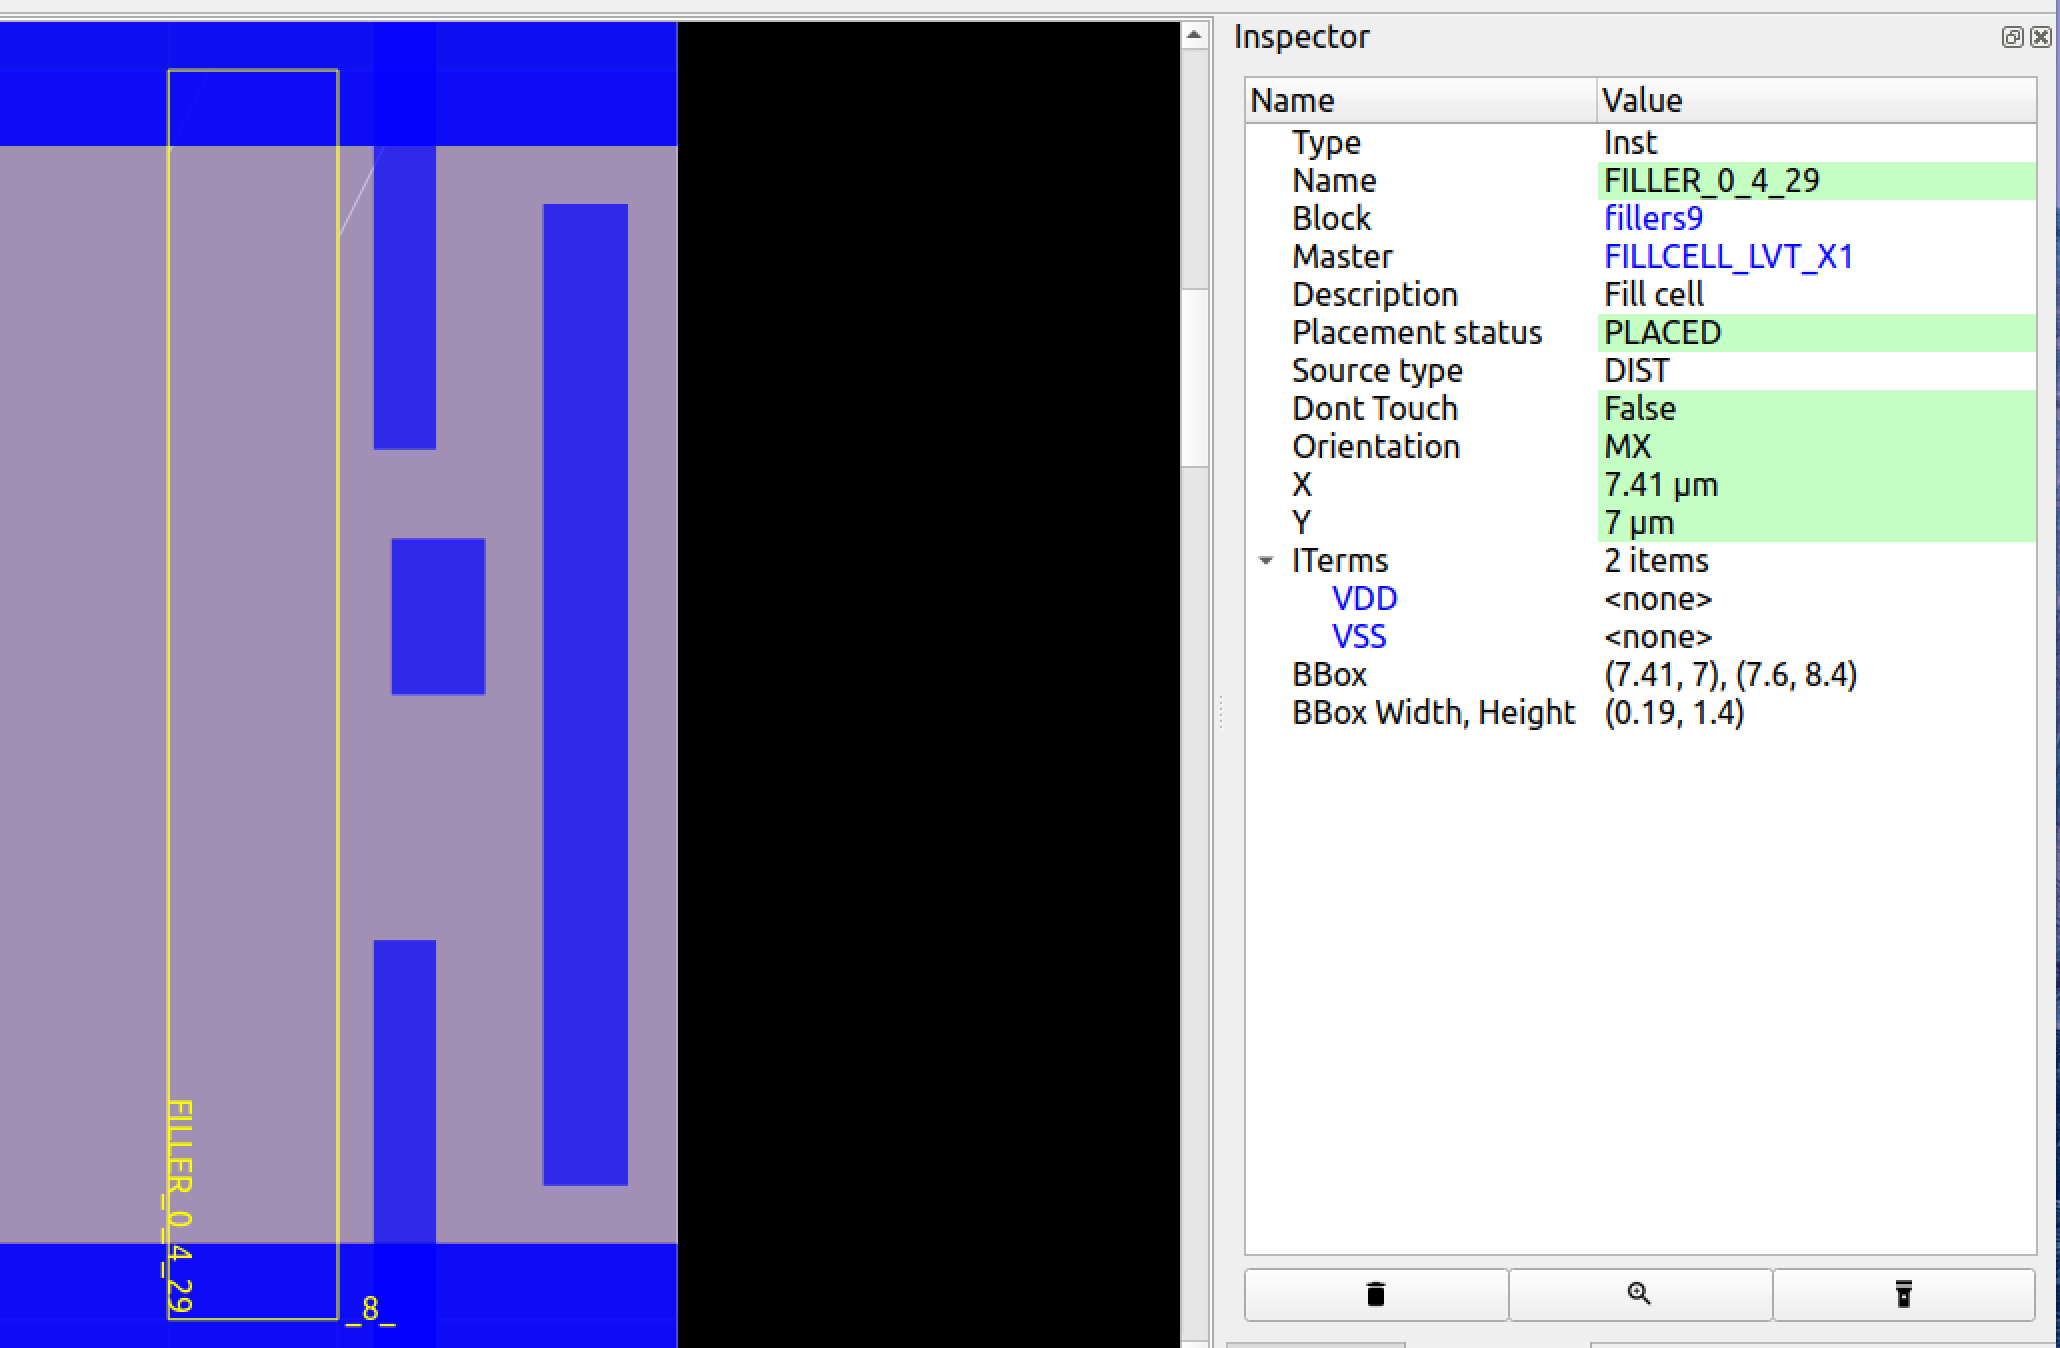 Inspector
Name Value
Type Inst
Name FILLER_0_4_29
Block fillers9
Master FILLCELL_LVT_X1
Description Fill cell
Placement status PLACED
Source type DIST
Dont Touch False
Orientation MX
X 7.41 µm
Y 7 µm
ITerms 2 items
VDD <none>
VSS <none>
BBox (7.41, 7), (7.6, 8.4)
BBox Width, Height (0.19, 1.4)
FILLER_0_4_29
_8_